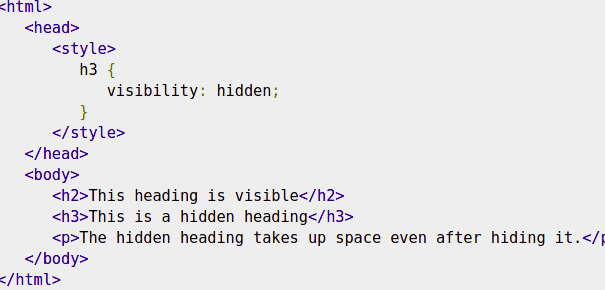 <html>
<head>
<style>
h3 {
visibility: hidden;
}
</style>
</head>
<body>
<h2>This heading is visible</h2>
<h3>This is a hidden heading</h3>
<p>The hidden heading takes up space even after hiding it.</p
</body>
</html>